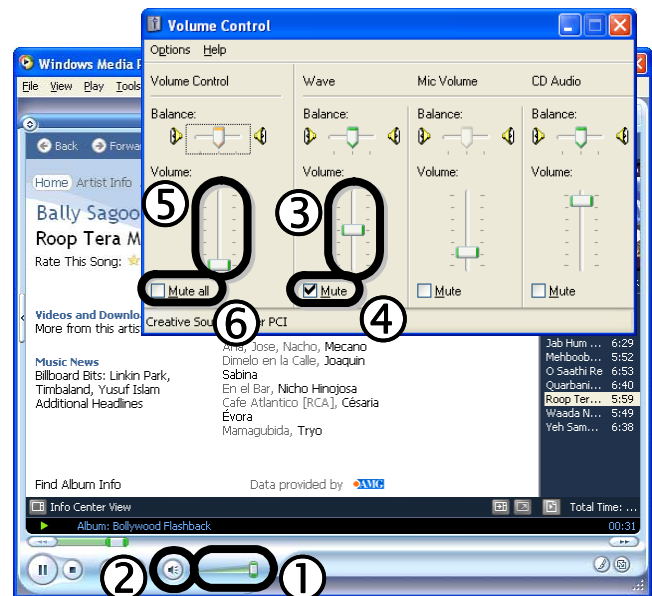 Volume Control
Options Help
Volume Control Wave Mic Volume CD Audio
Balance: Balance: Balance: Balance:
Volume: Volume: Volume: Volume:
5
3
Mute all Mute Mute Mute
6
4
Creative Sou r PCI
Windows Media P
File View Play Tools
Back Forwa
Home Artist Info
Bally Sagoo
Roop Tera M
Rate This Song:
Videos and Downlo
More from this artis
Music News
Billboard Bits: Linkin Park,
Timbaland, Yusuf Islam
Additional Headlines
Ana, Jose, Nacho, Mecano
Dimelo en la Calle, Joaquin
Sabina
En el Bar, Nicho Hinojosa
Cafe Atlantico [RCA], Césaria
Évora
Mamagubida, Tryo
Jab Hum ... 6:29
Mehboob... 5:52
O Saathi Re 6:53
Quarbani... 6:40
Roop Ter... 5:59
Waada N... 5:49
Yeh Sam... 6:38
Find Album Info Data provided by AMG
Info Center View Total Time: ...
Album: Bollywood Flashback 00:31
2
1